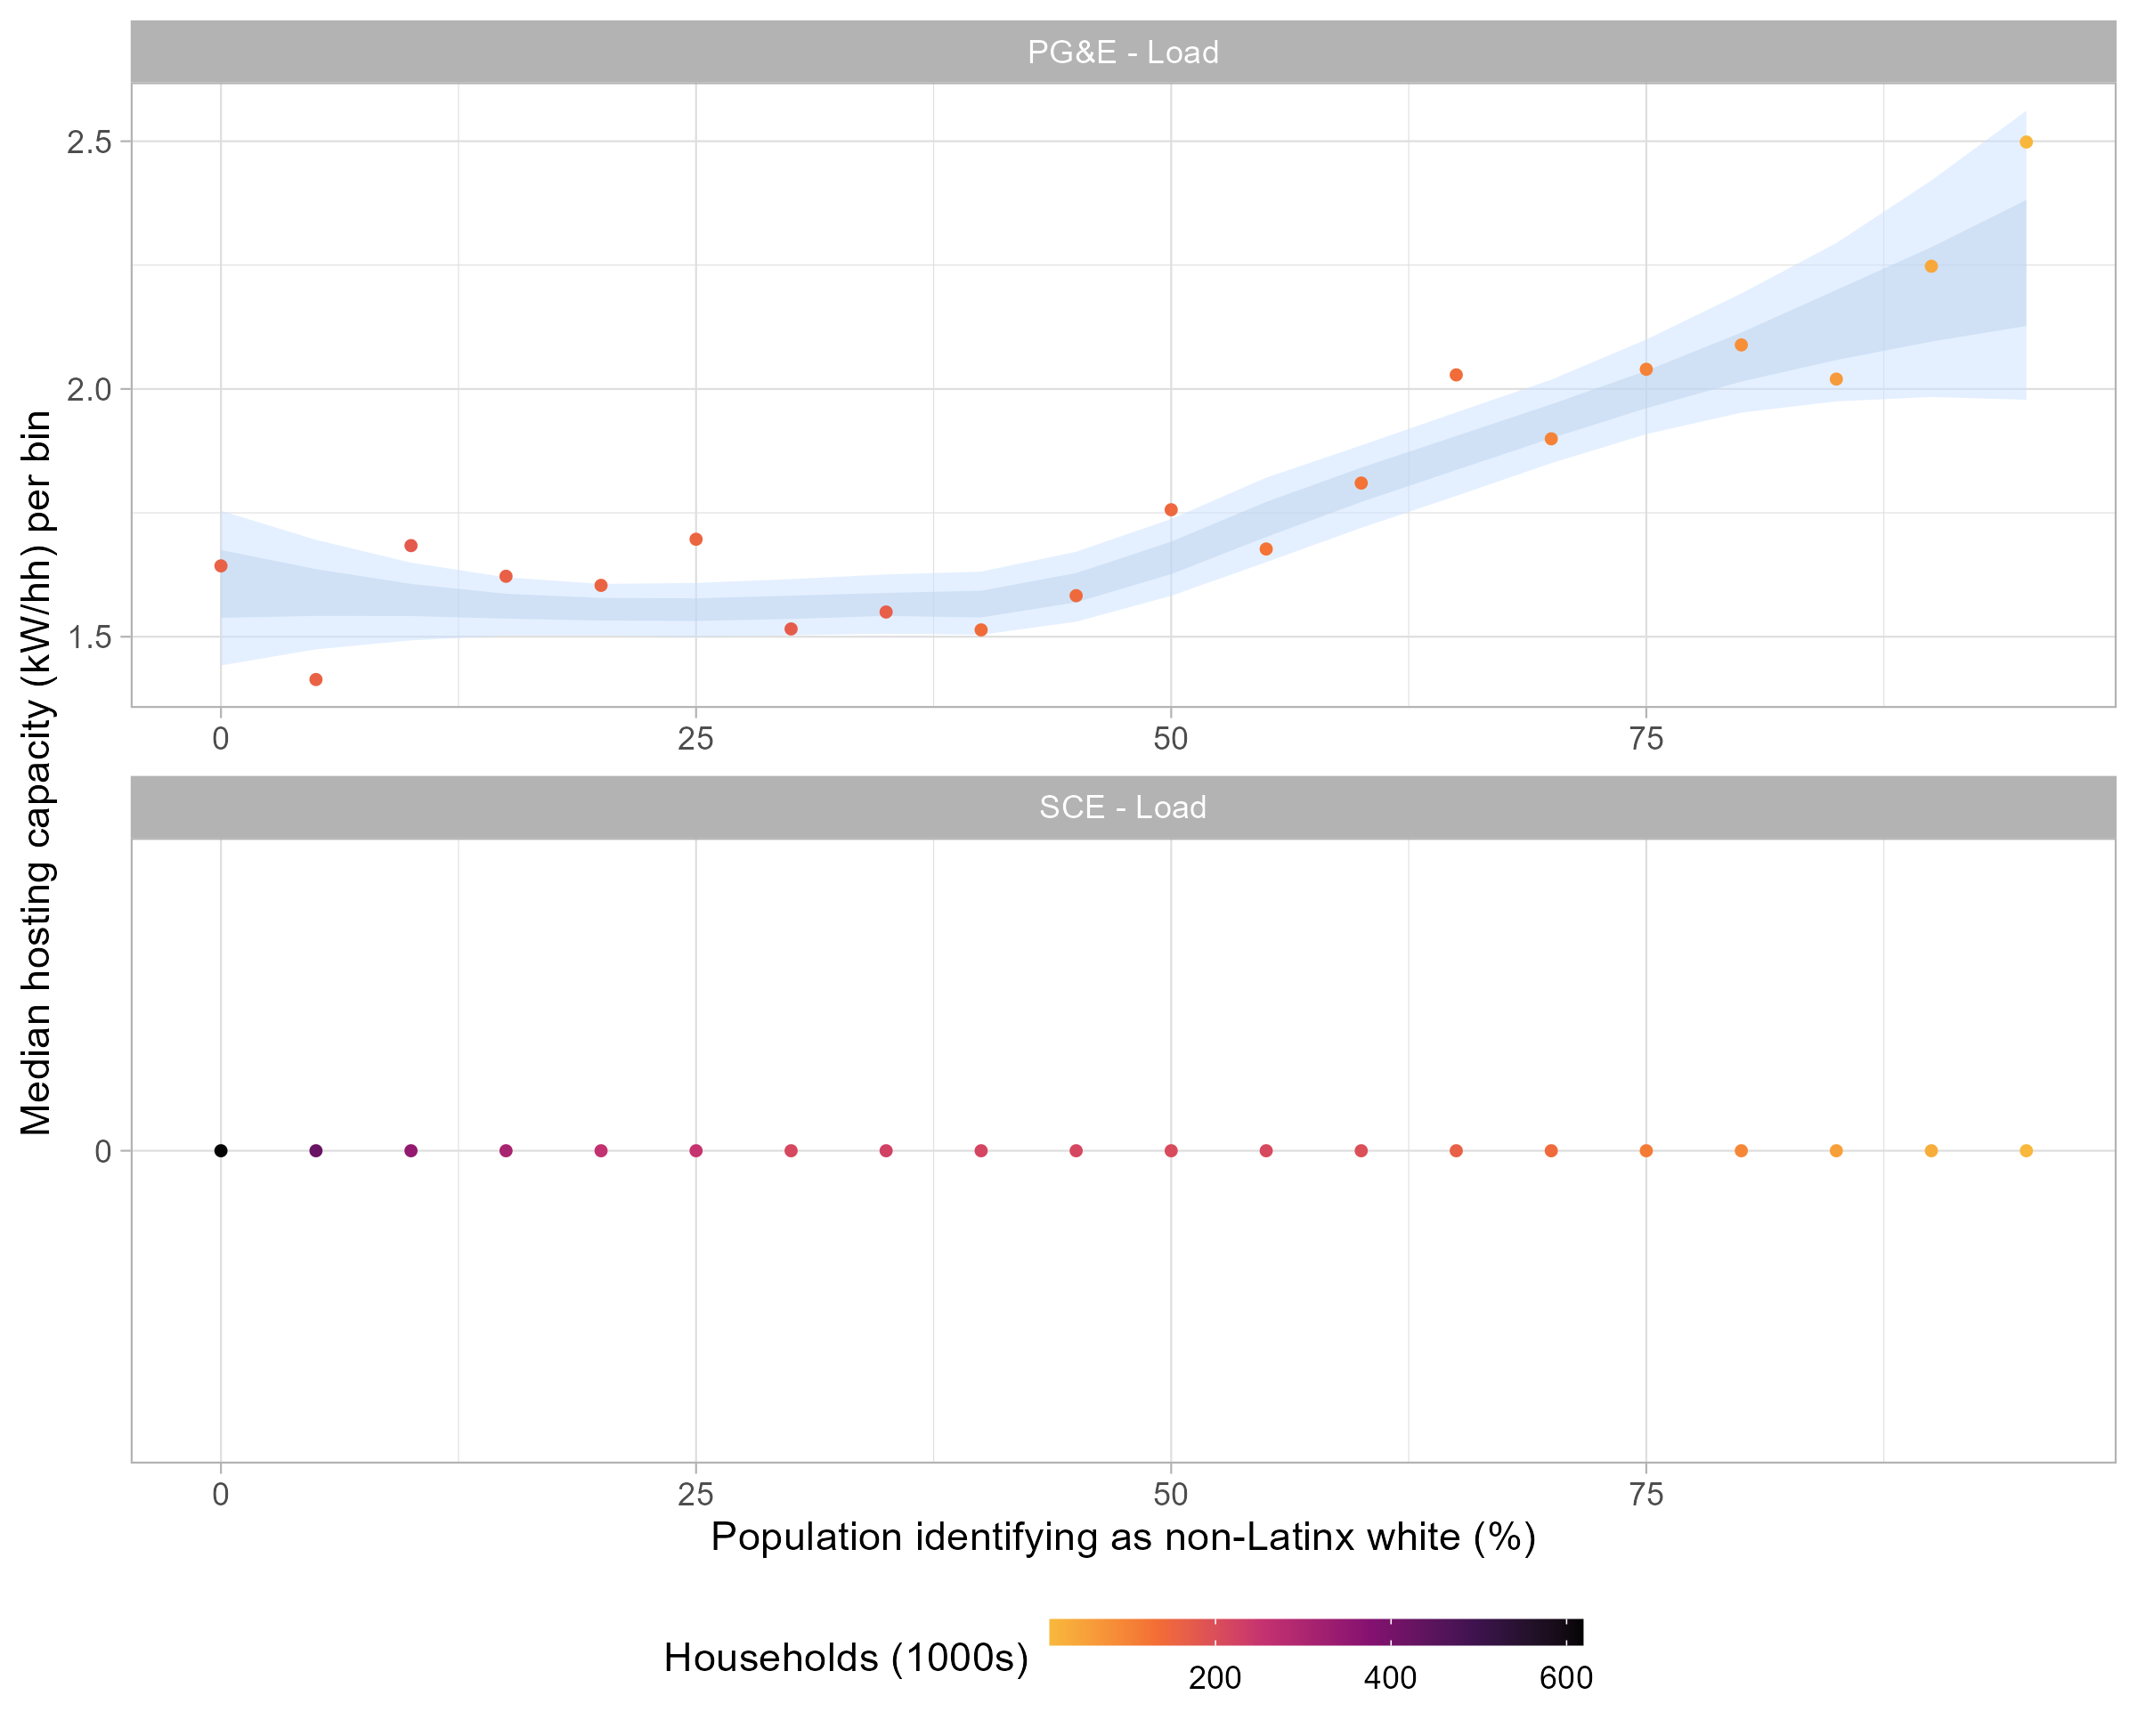 PG&E - Load
2.5
2.0
1.5
0 25 50 75
Median hosting capacity (kW/hh) per bin
SCE - Load
0
0 25 50 75
Population identifying as non-Latinx white (%)
Households (1000s)
200 400 600